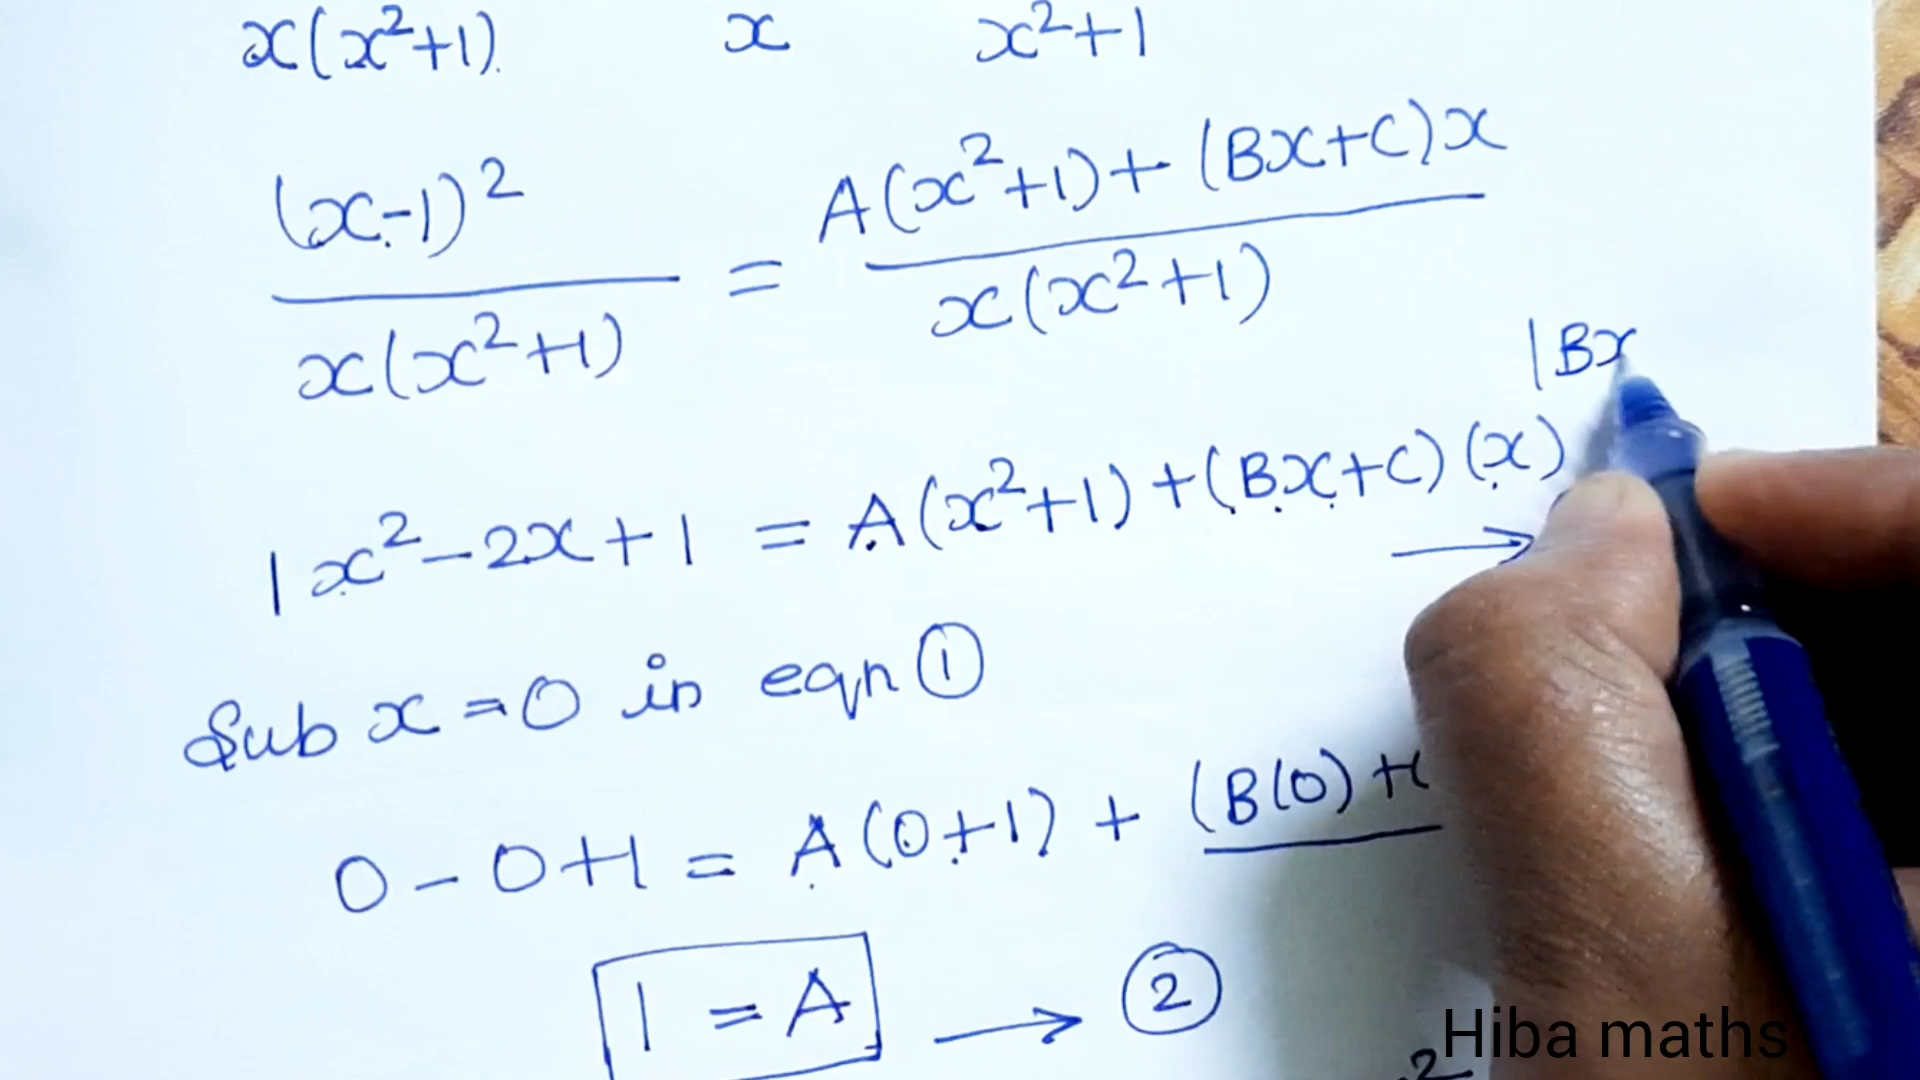 x(x²+1) x x²+1
(x-1)² / x(x²+1) = A(x²+1)+(Bx+C)x / x(x²+1)
|Bx
1x²-2x+1 = A(x²+1)+(Bx+C)(x) →
Sub x=0 in eqn ①
0-0+1 = A(0+1) + (B(0)+
1 = A → ②
2
Hiba maths